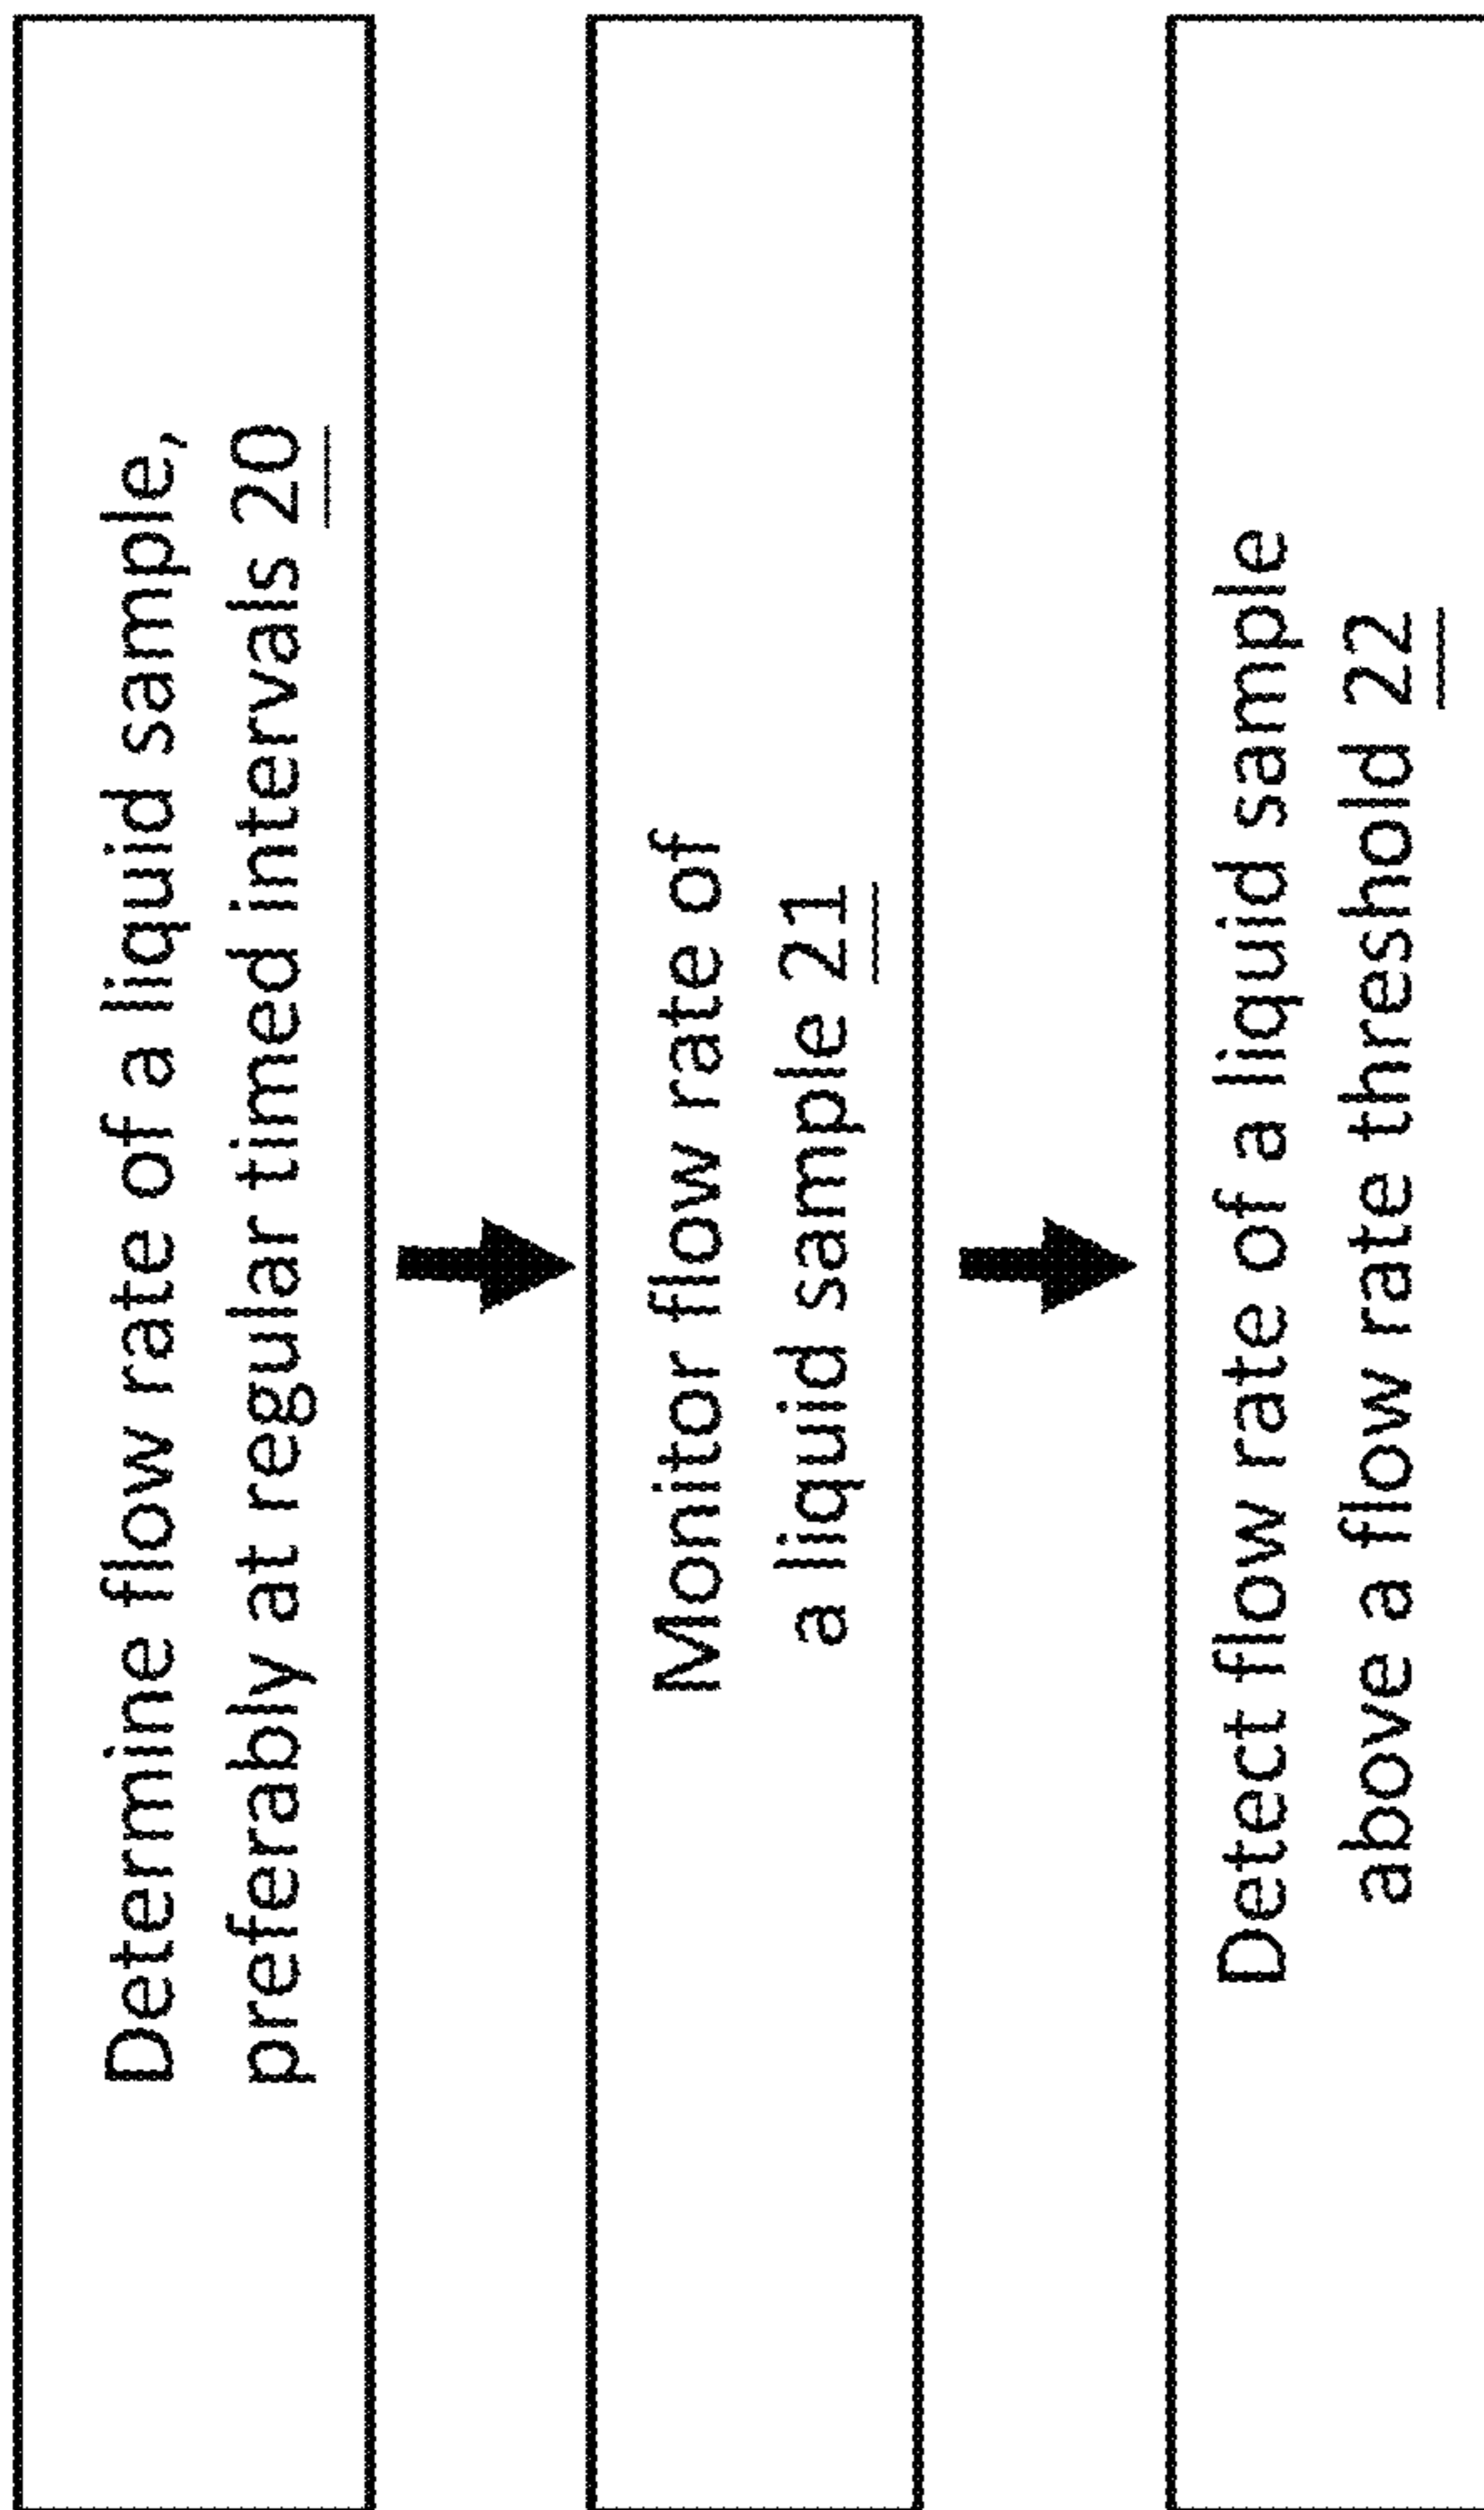 Determine flow rate of a liquid sample,
preferably at regular timed intervals 20
Monitor flow rate of
a liquid sample 21
Detect flow rate of a liquid sample
above a flow rate threshold 22